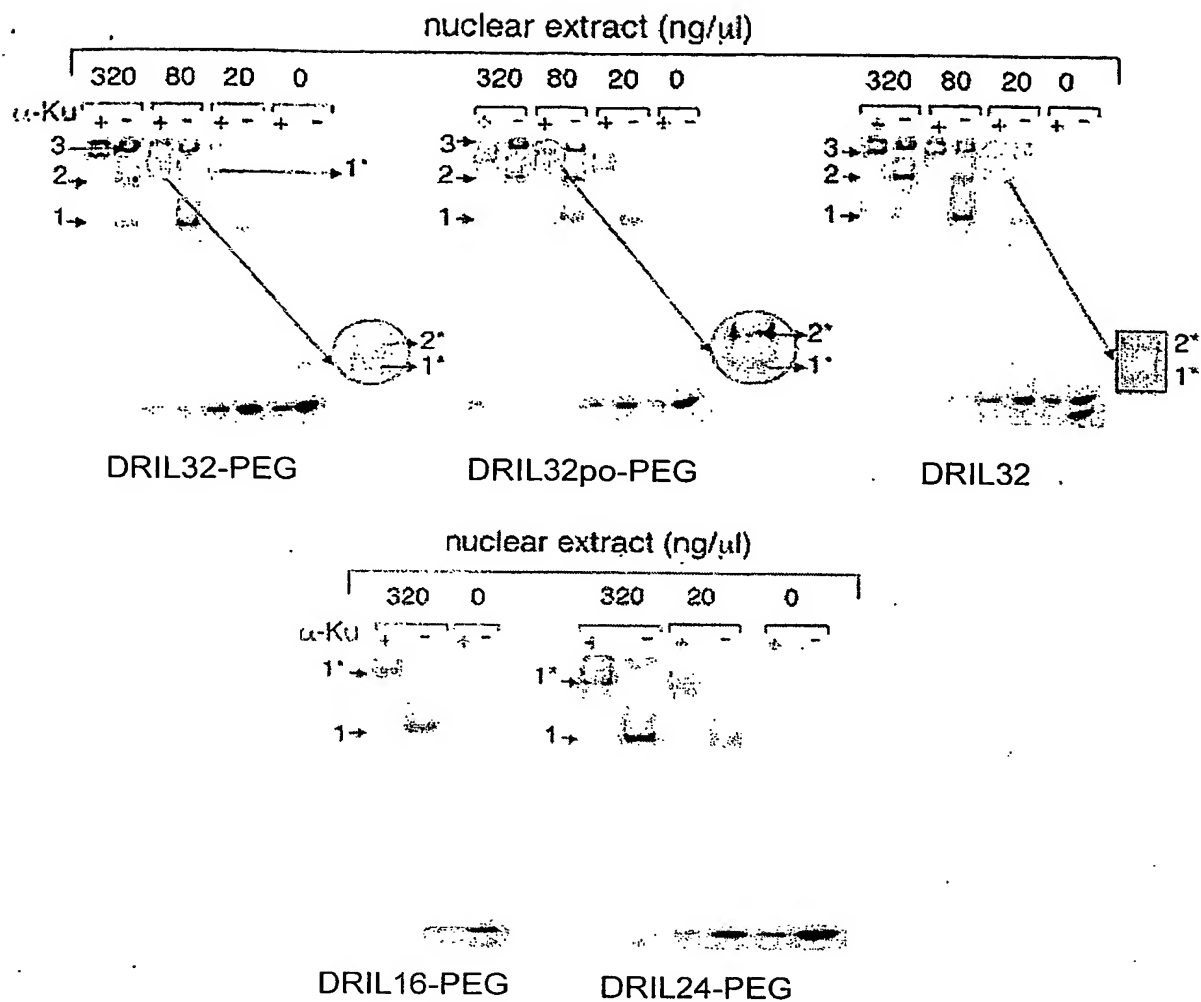 nuclear extract (ng/µl)
320 80 20 0 320 80 20 0 320 80 20 0
α-Ku + - + - + - + - + - + - + - + - + - + - + - + -
3 3 3
2 1* 2 2
1 1 1
2* 2* 2*
1* 1* 1*
DRIL32-PEG DRIL32po-PEG DRIL32
nuclear extract (ng/µl)
320 0 320 20 0
α-Ku + - + - + - + - + -
1* 1*
1 1
DRIL16-PEG DRIL24-PEG